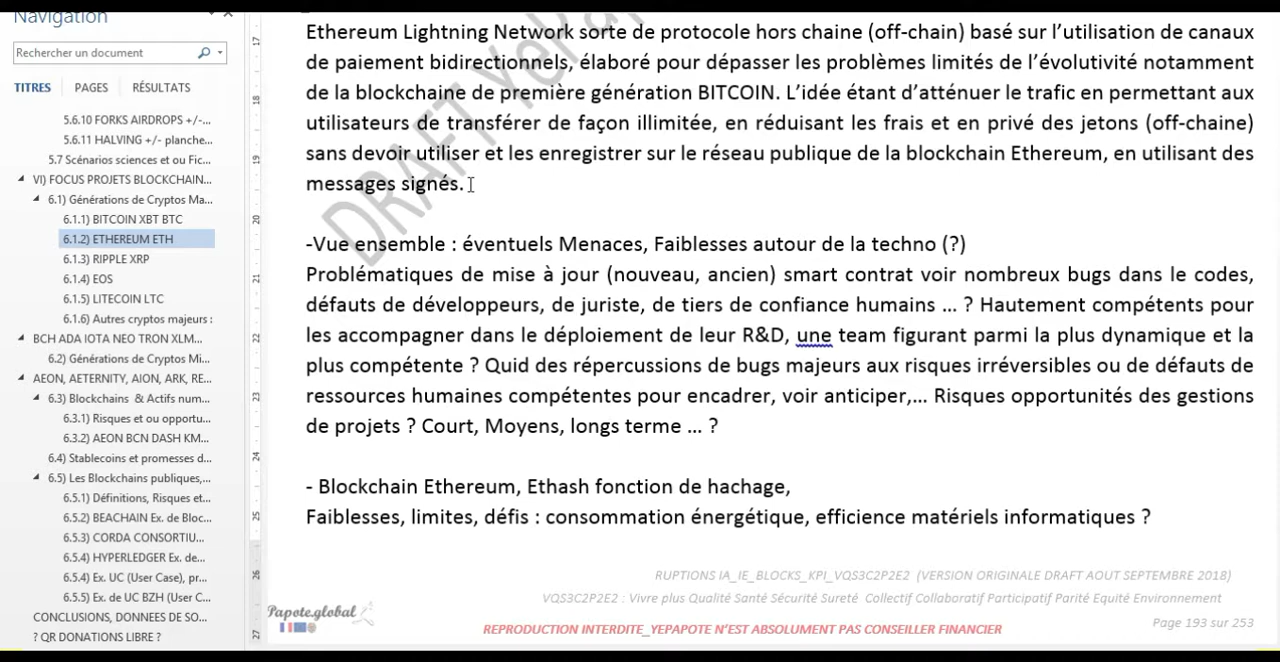 Navigation
Rechercher un document
TITRES PAGES RÉSULTATS
5.6.10 FORKS AIRDROPS +/-...
5.6.11 HALVING +/- planche...
5.7 Scénarios sciences et ou Fic...
VI) FOCUS PROJETS BLOCKCHAIN...
6.1) Générations de Cryptos Ma...
6.1.1) BITCOIN XBT BTC
6.1.2) ETHEREUM ETH
6.1.3) RIPPLE XRP
6.1.4) EOS
6.1.5) LITECOIN LTC
6.1.6) Autres cryptos majeurs :
BCH ADA IOTA NEO TRON XLM...
6.2) Générations de Cryptos Mi...
AEON, AETERNITY, AION, ARK, RE...
6.3) Blockchains & Actifs num...
6.3.1) Risques et ou opportu...
6.3.2) AEON BCN DASH KM...
6.4) Stablecoins et promesses d...
6.5) Les Blockchains publiques,...
6.5.1) Définitions, Risques et...
6.5.2) BEACHAIN Ex. de Bloc...
6.5.3) CORDA CONSORTIU...
6.5.4) HYPERLEDGER Ex. de...
6.5.4) Ex. UC (User Case), pr...
6.5.5) Ex. de UC BZH (User C...
CONCLUSIONS, DONNEES DE SO...
? QR DONATIONS LIBRE ?
17
18
19
20
21
22
23
24
25
26
27
Ethereum Lightning Network sorte de protocole hors chaine (off-chain) basé sur l'utilisation de canaux
de paiement bidirectionnels, élaboré pour dépasser les problèmes limités de l'évolutivité notamment
de la blockchaine de première génération BITCOIN. L'idée étant d'atténuer le trafic en permettant aux
utilisateurs de transférer de façon illimitée, en réduisant les frais et en privé des jetons (off-chaine)
sans devoir utiliser et les enregistrer sur le réseau publique de la blockchain Ethereum, en utilisant des
messages signés.
-Vue ensemble : éventuels Menaces, Faiblesses autour de la techno (?)
Problématiques de mise à jour (nouveau, ancien) smart contrat voir nombreux bugs dans le codes,
défauts de développeurs, de juriste, de tiers de confiance humains ... ? Hautement compétents pour
les accompagner dans le déploiement de leur R&D, une team figurant parmi la plus dynamique et la
plus compétente ? Quid des répercussions de bugs majeurs aux risques irréversibles ou de défauts de
ressources humaines compétentes pour encadrer, voir anticiper,... Risques opportunités des gestions
de projets ? Court, Moyens, longs terme ... ?
- Blockchain Ethereum, Ethash fonction de hachage,
Faiblesses, limites, défis : consommation énergétique, efficience matériels informatiques ?
DRAFT YePapo
RUPTIONS IA_IE_BLOCKS_KPI_VQS3C2P2E2 (VERSION ORIGINALE DRAFT AOUT SEPTEMBRE 2018)
VQS3C2P2E2 : Vivre plus Qualité Santé Sécurité Sureté Collectif Collaboratif Participatif Parité Equité Environnement
Papote.global
REPRODUCTION INTERDITE_YEPAPOTE N'EST ABSOLUMENT PAS CONSEILLER FINANCIER
Page 193 sur 253